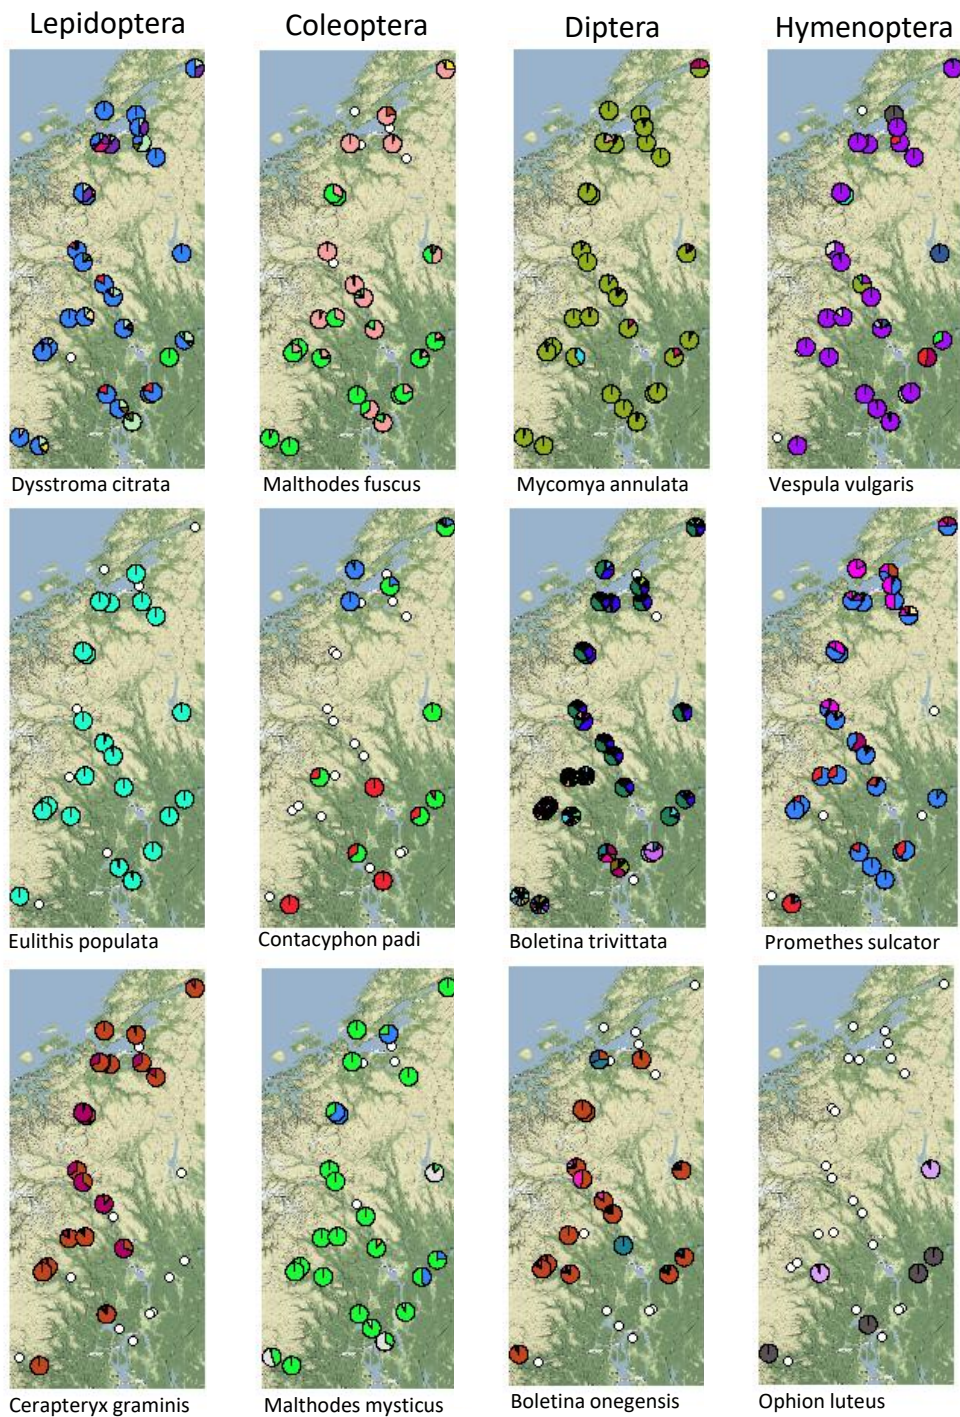 Lepidoptera Coleoptera Diptera Hymenoptera
Dysstroma citrata Malthodes fuscus Mycomya annulata Vespula vulgaris
Eulithis populata Contacyphon padi Boletina trivittata Promethes sulcator
Cerapteryx graminis Malthodes mysticus Boletina onegensis Ophion luteus